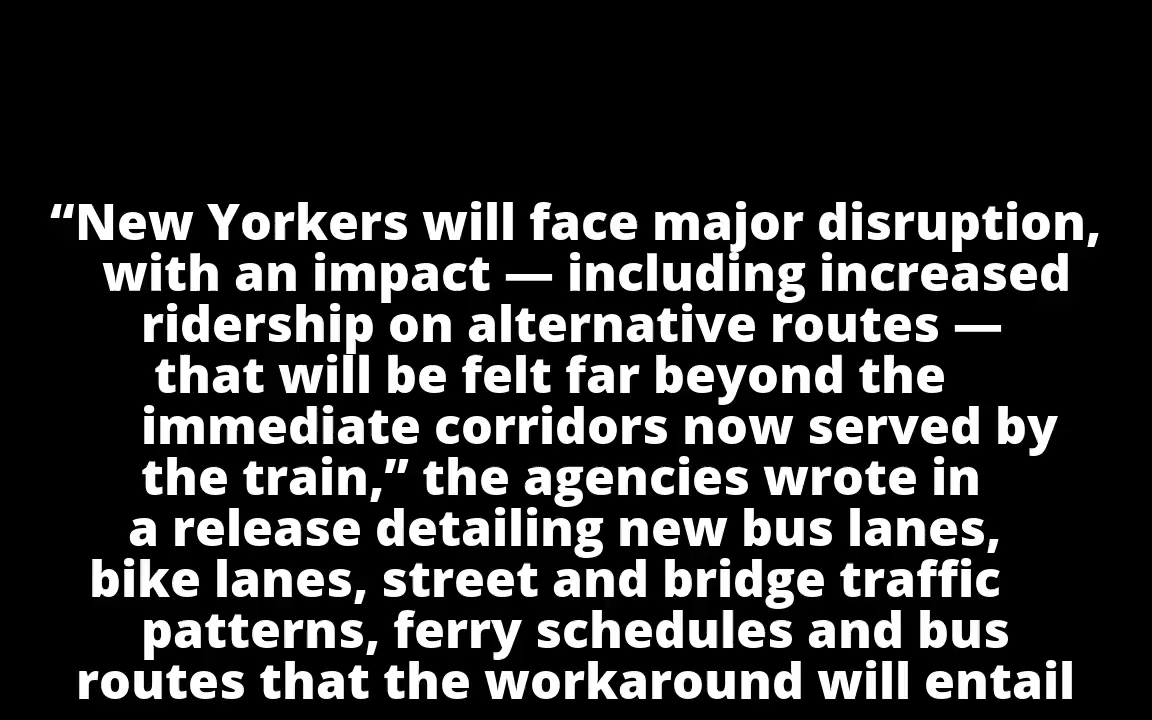 “New Yorkers will face major disruption,
with an impact — including increased
ridership on alternative routes —
that will be felt far beyond the
immediate corridors now served by
the train,” the agencies wrote in
a release detailing new bus lanes,
bike lanes, street and bridge traffic
patterns, ferry schedules and bus
routes that the workaround will entail